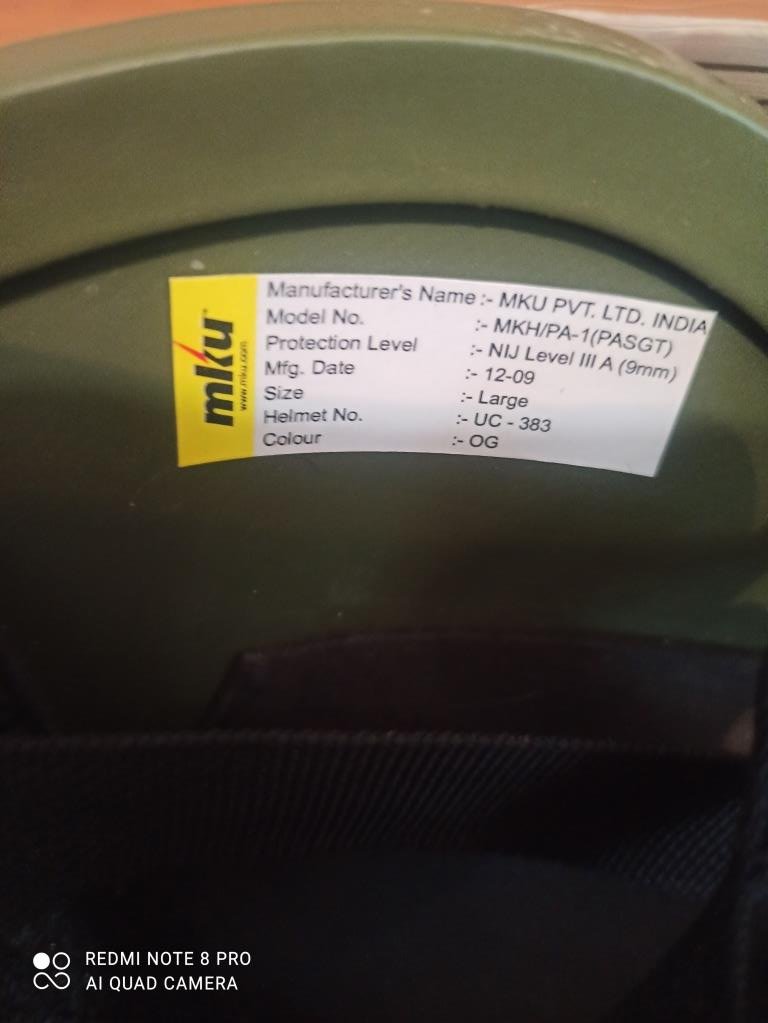 mku
www.mku.com
Manufacturer's Name :- MKU PVT. LTD. INDIA
Model No. :- MKH/PA-1(PASGT)
Protection Level :- NIJ Level III A (9mm)
Mfg. Date :- 12-09
Size :- Large
Helmet No. :- UC - 383
Colour :- OG
REDMI NOTE 8 PRO
AI QUAD CAMERA